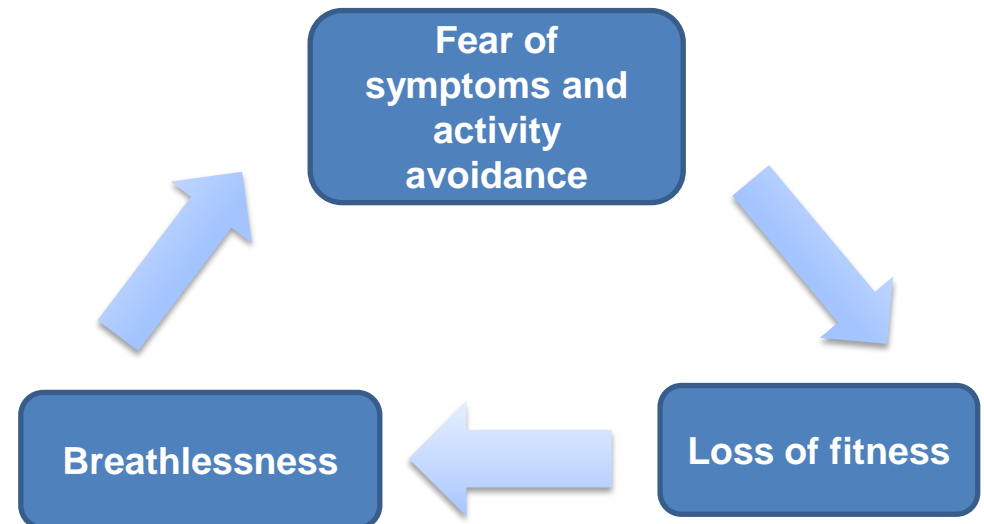 Fear of
symptoms and
activity
avoidance
Breathlessness
Loss of fitness